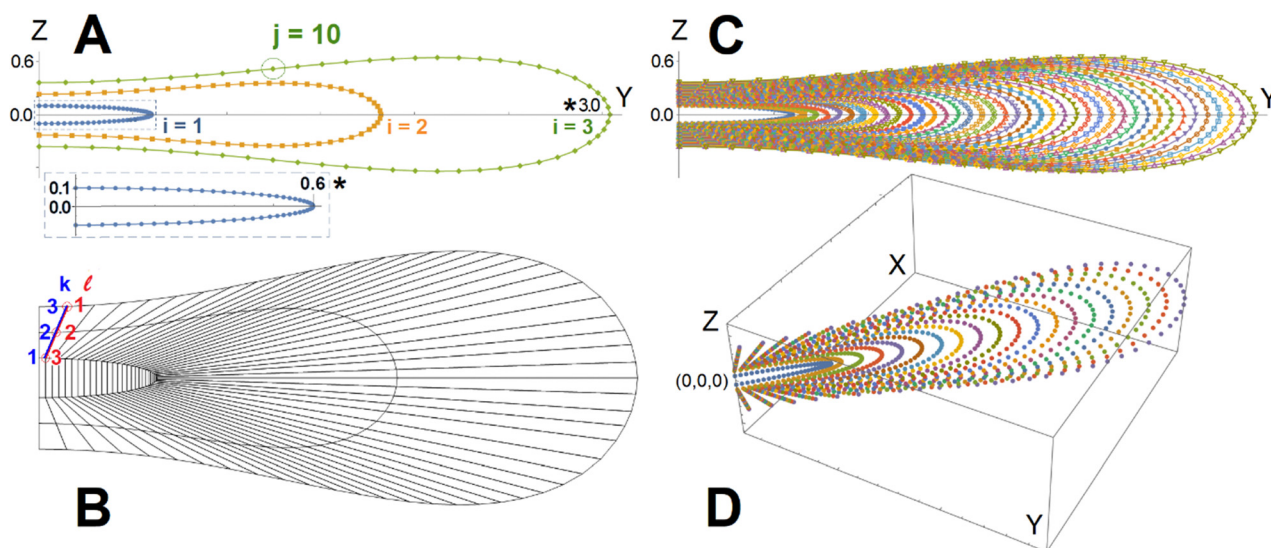 A
Z
j = 10
0.6
0.0
Y
* 3.0
i = 1
i = 2
i = 3
0.1
0.0
0.6 *
B
k ℓ
3 1
2 2
1 3
C
Z
0.6
0.0
Y
D
X
Z
(0,0,0)
Y